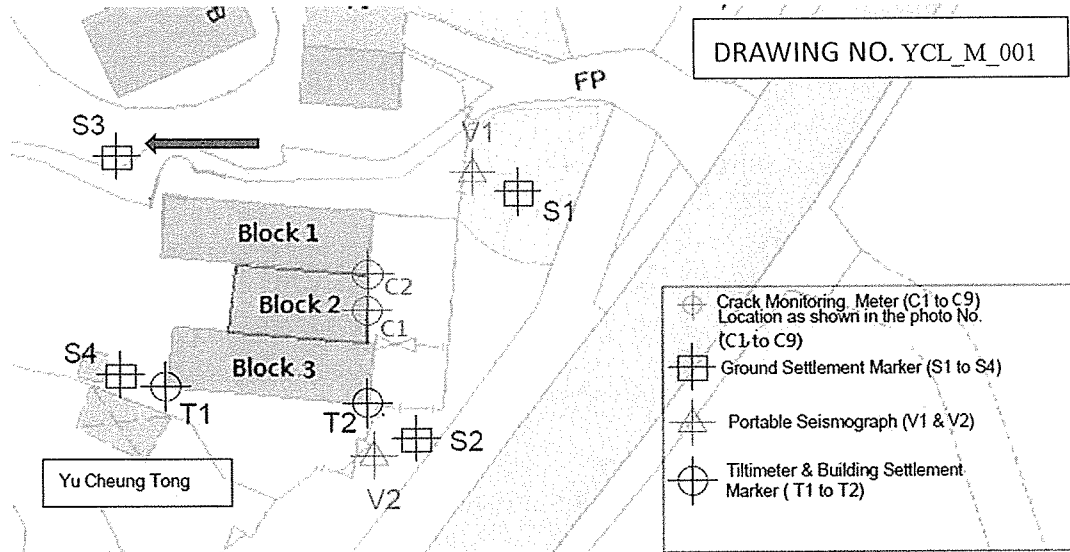 DRAWING NO. YCL_M_001
FP
S3
V1
S1
Block 1
C2
Block 2
C1
S4
Block 3
T1
T2
S2
V2
Yu Cheung Tong
Crack Monitoring. Meter (C1 to C9)
Location as shown in the photo No.
(C1 to C9)
Ground Settlement Marker (S1 to S4)
Portable Seismograph (V1 & V2)
Tiltimeter & Building Settlement
Marker ( T1 to T2)